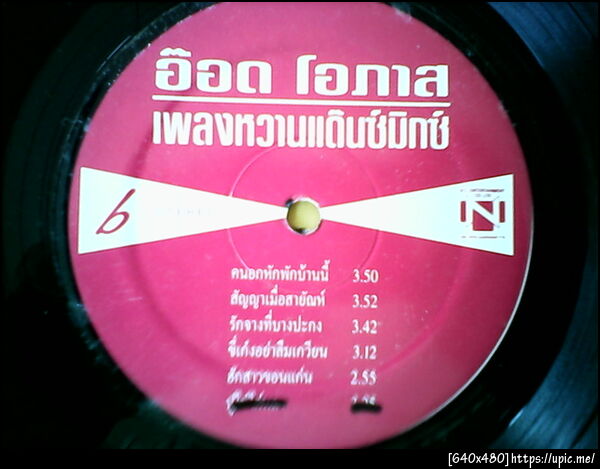 อ๊อด โอภาส
เพลงหวานแด๊นซ์มิกซ์
b
N
คนอกหักพักบ้านนี้ 3.50
สัญญาเมื่อสายัณห์ 3.52
รักจางที่บางปะกง 3.42
ขี่เก๋งอย่าลืมเกวียน 3.12
ฮักสาวขอนแก่น 2.55
[640x480]https://upic.me/